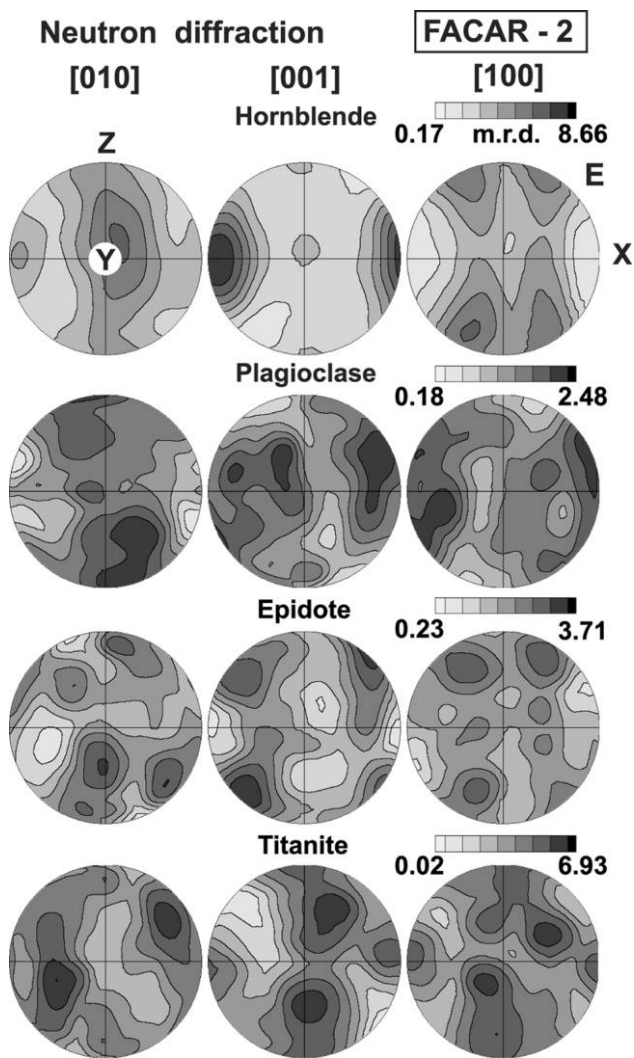 Neutron diffraction
FACAR - 2
[010] [001] [100]
Hornblende
0.17 m.r.d. 8.66
Z
E
Y
X
Plagioclase
0.18 2.48
Epidote
0.23 3.71
Titanite
0.02 6.93